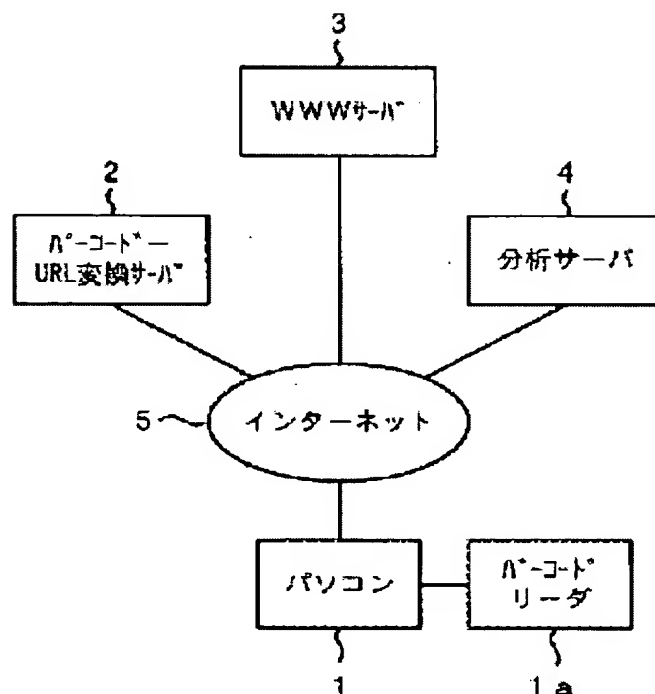 3
WWWサーバ
2
バーコード－
URL変換サーバ
4
分析サーバ
5
インターネット
パソコン
バーコード
リーダ
1
1a